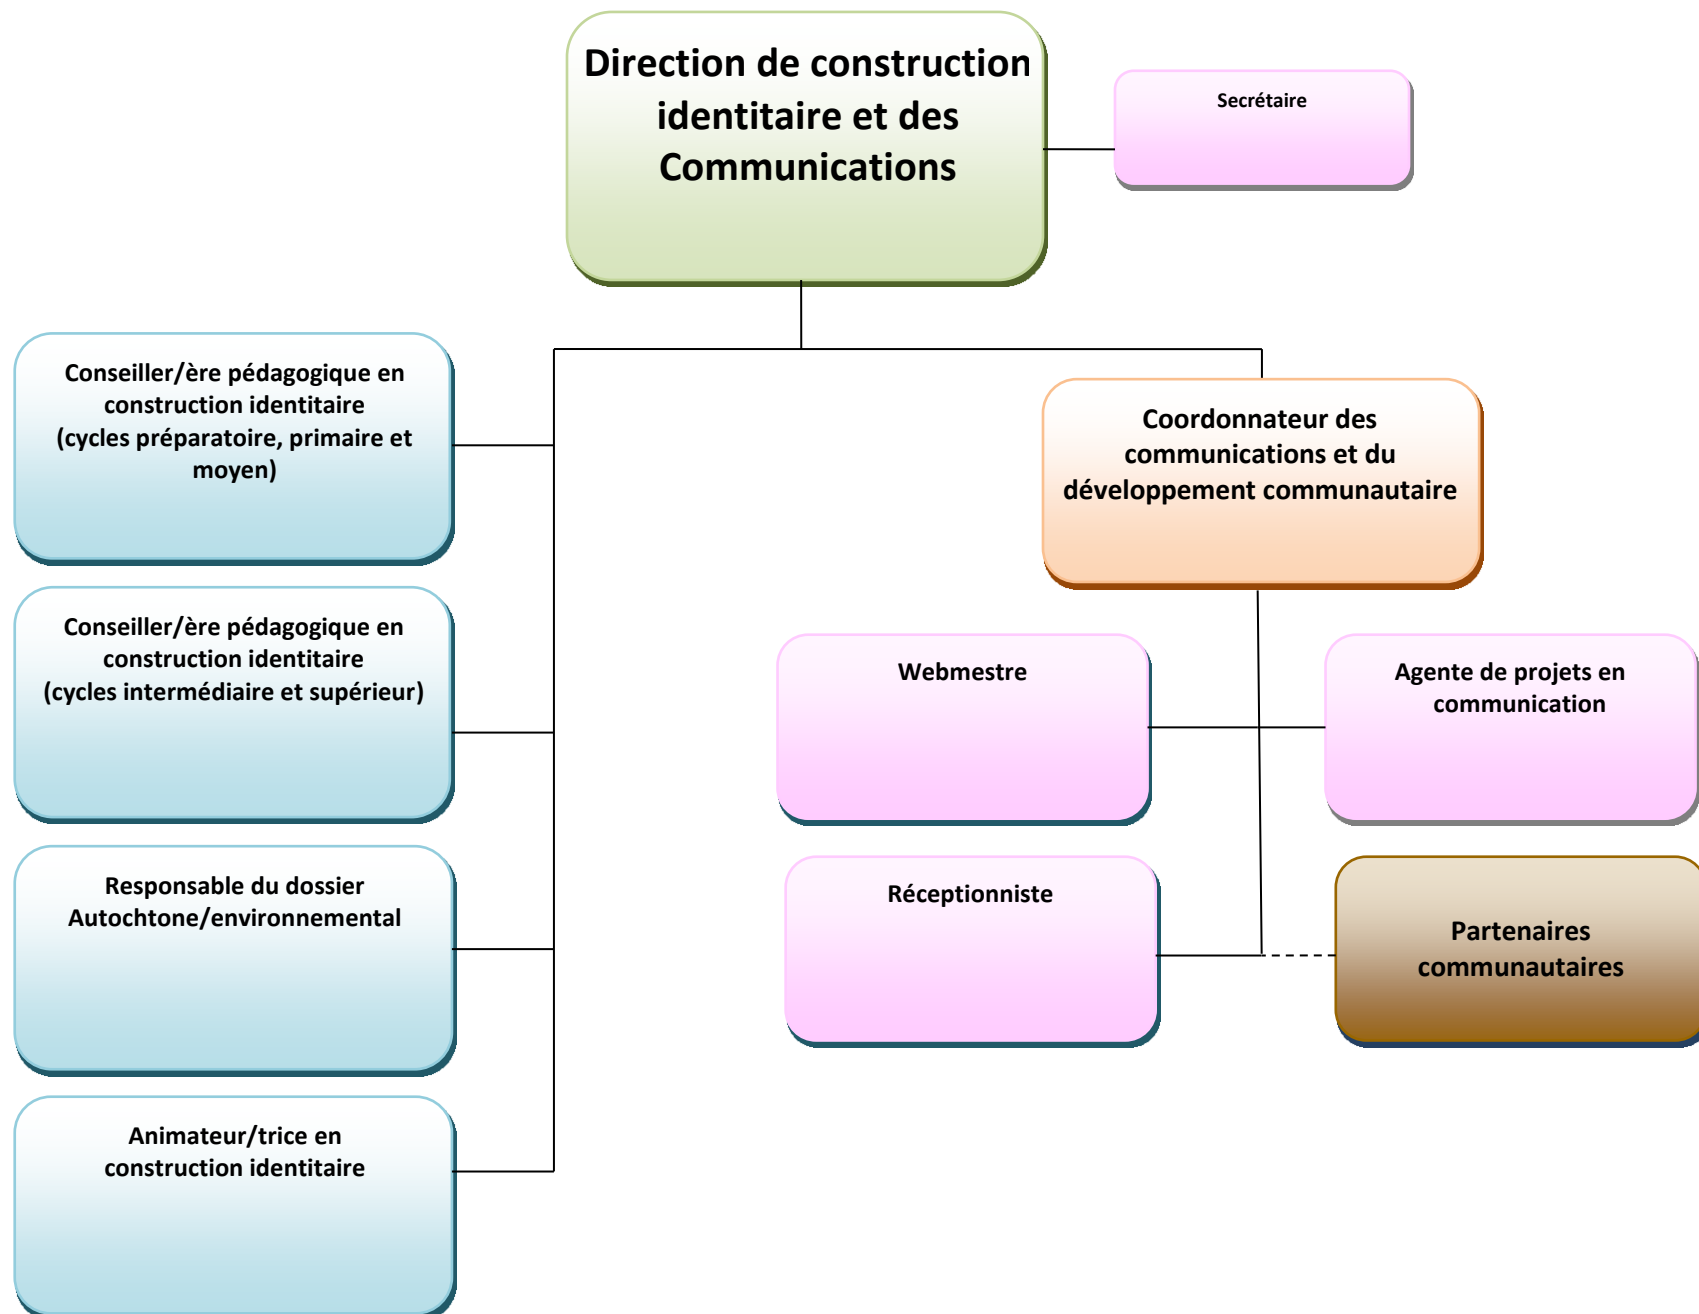 Direction de construction
identitaire et des
Communications
Secrétaire
Conseiller/ère pédagogique en
construction identitaire
(cycles préparatoire, primaire et
moyen)
Conseiller/ère pédagogique en
construction identitaire
(cycles intermédiaire et supérieur)
Responsable du dossier
Autochtone/environnemental
Animateur/trice en
construction identitaire
Coordonnateur des
communications et du
développement communautaire
Webmestre
Agente de projets en
communication
Réceptionniste
Partenaires
communautaires